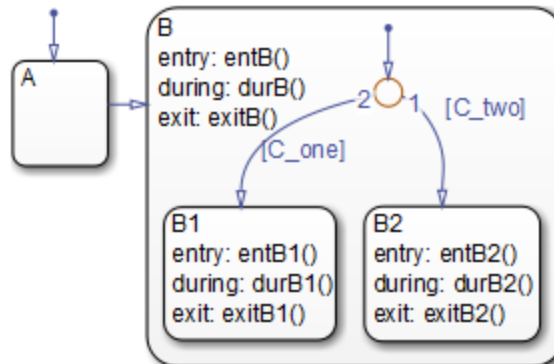 A
B
entry: entB()
during: durB()
exit: exitB()
2
1
[C_two]
[C_one]
B1
entry: entB1()
during: durB1()
exit: exitB1()
B2
entry: entB2()
during: durB2()
exit: exitB2()